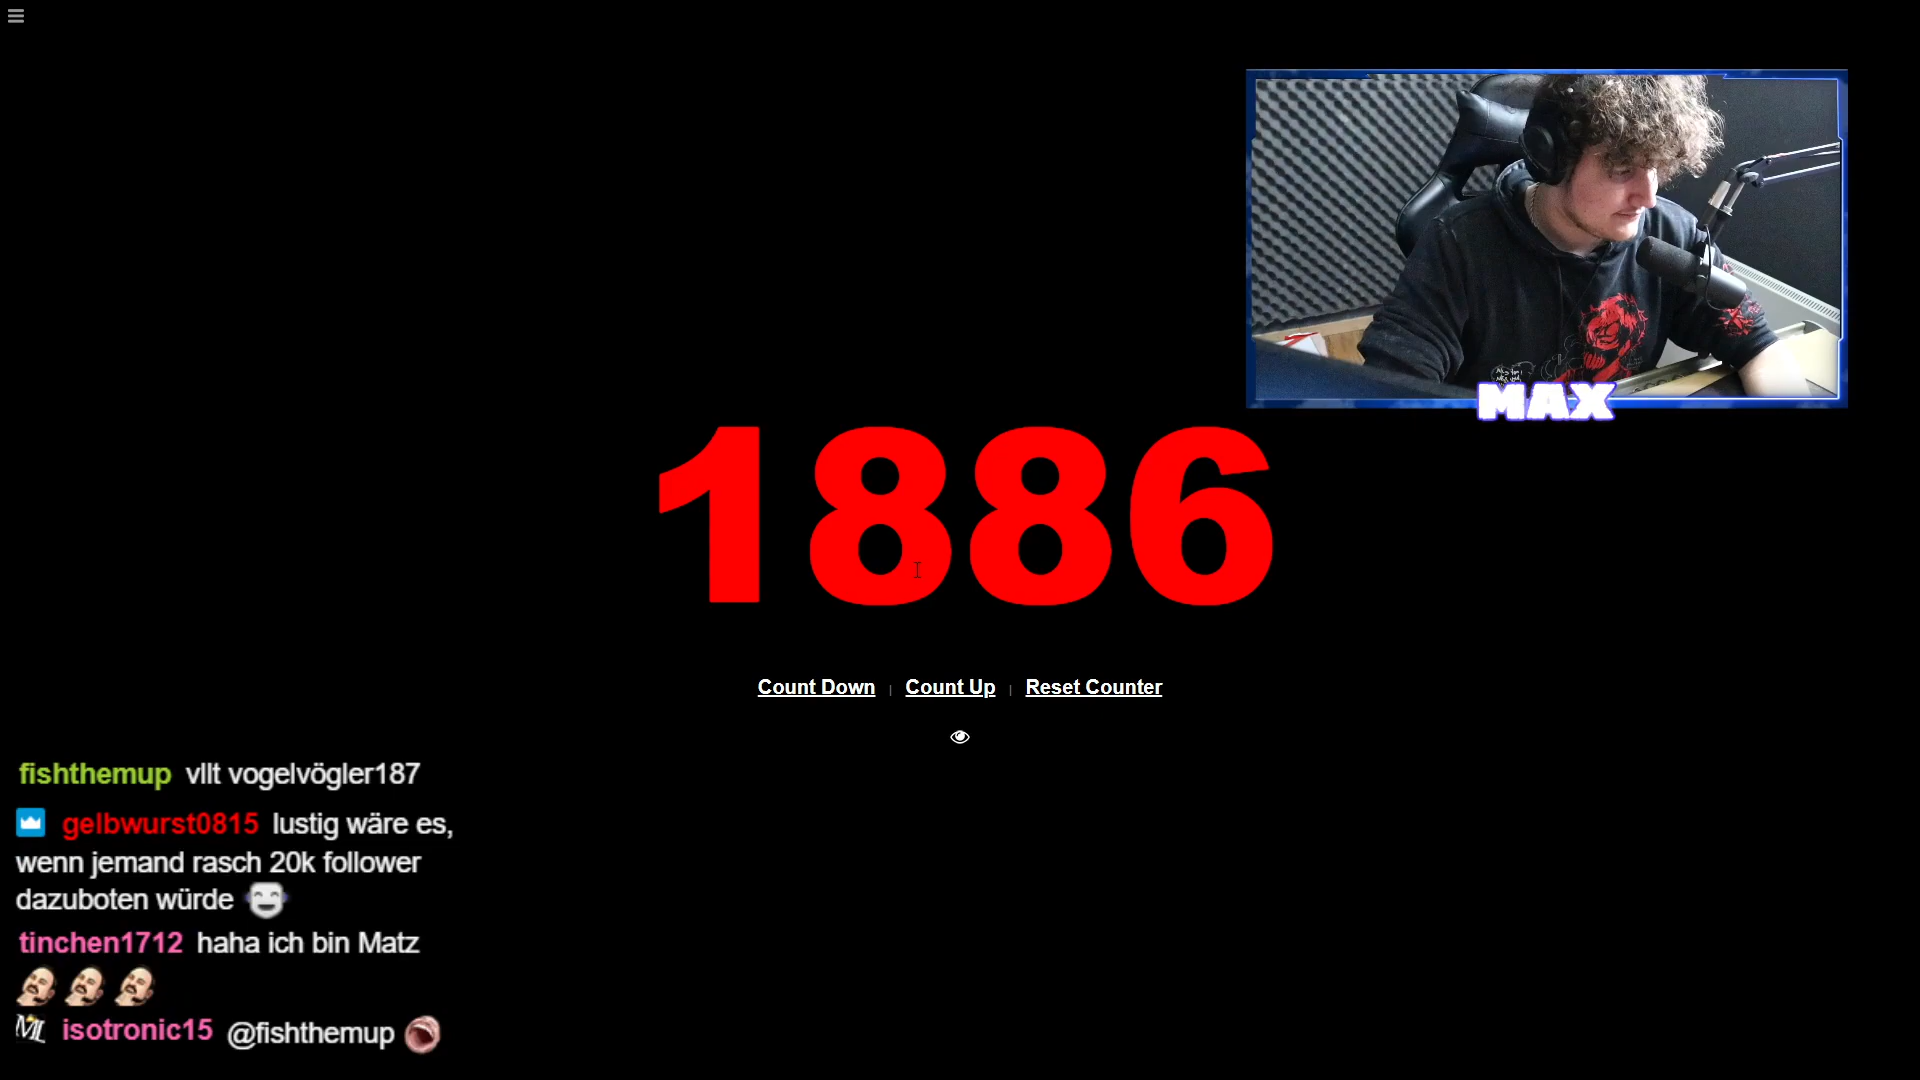 MAX
1886
Count Down | Count Up | Reset Counter
fishthemup vllt vogelvögler187
gelbwurst0815 lustig wäre es,
wenn jemand rasch 20k follower
dazuboten würde
tinchen1712 haha ich bin Matz
ML isotronic15 @fishthemup